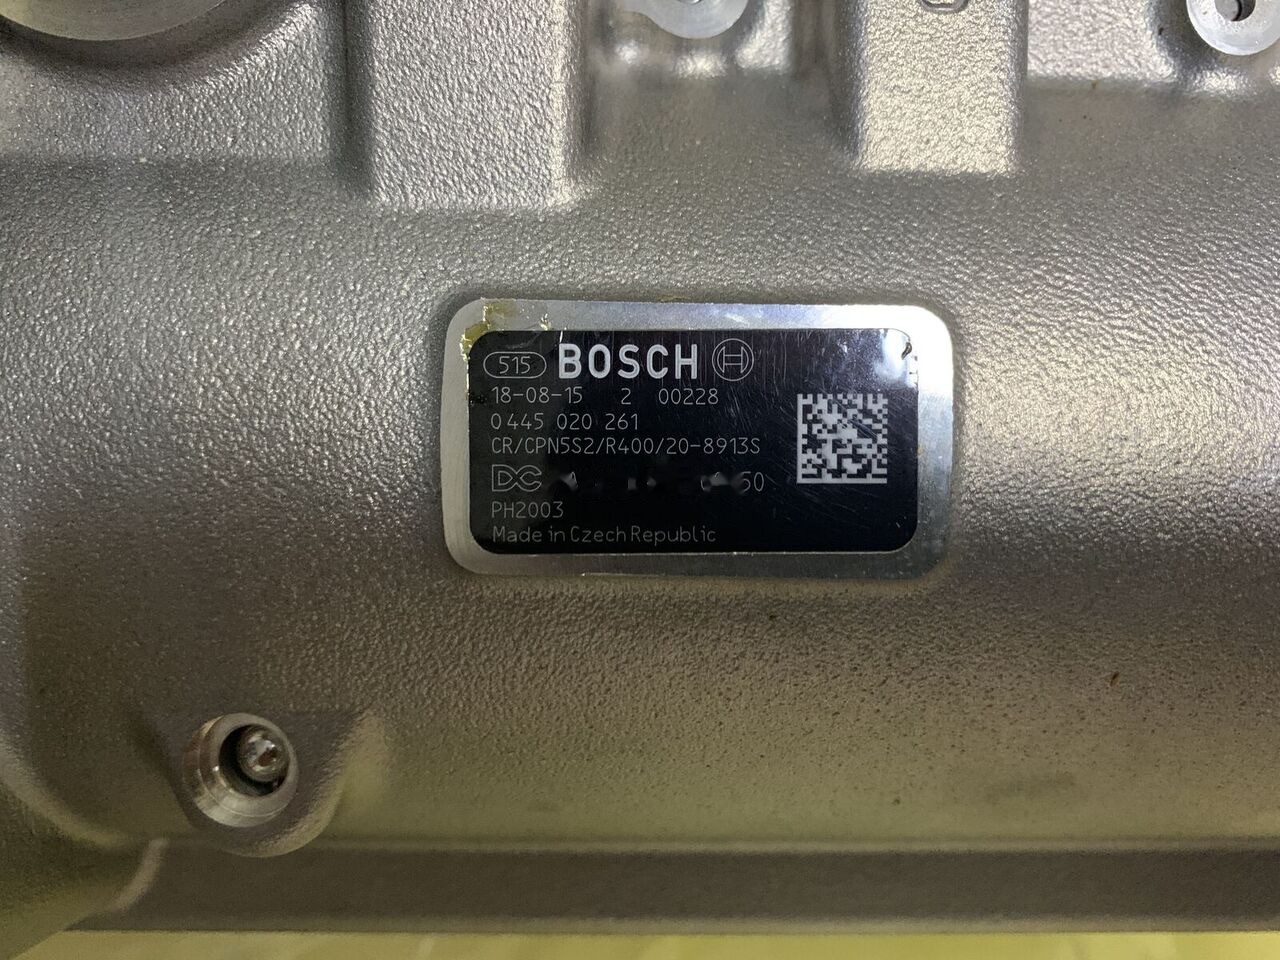 515 BOSCH
18-08-15 2 00228
0 445 020 261
CR/CPN5S2/R400/20-8913S
DC
PH2003
Made in Czech Republic